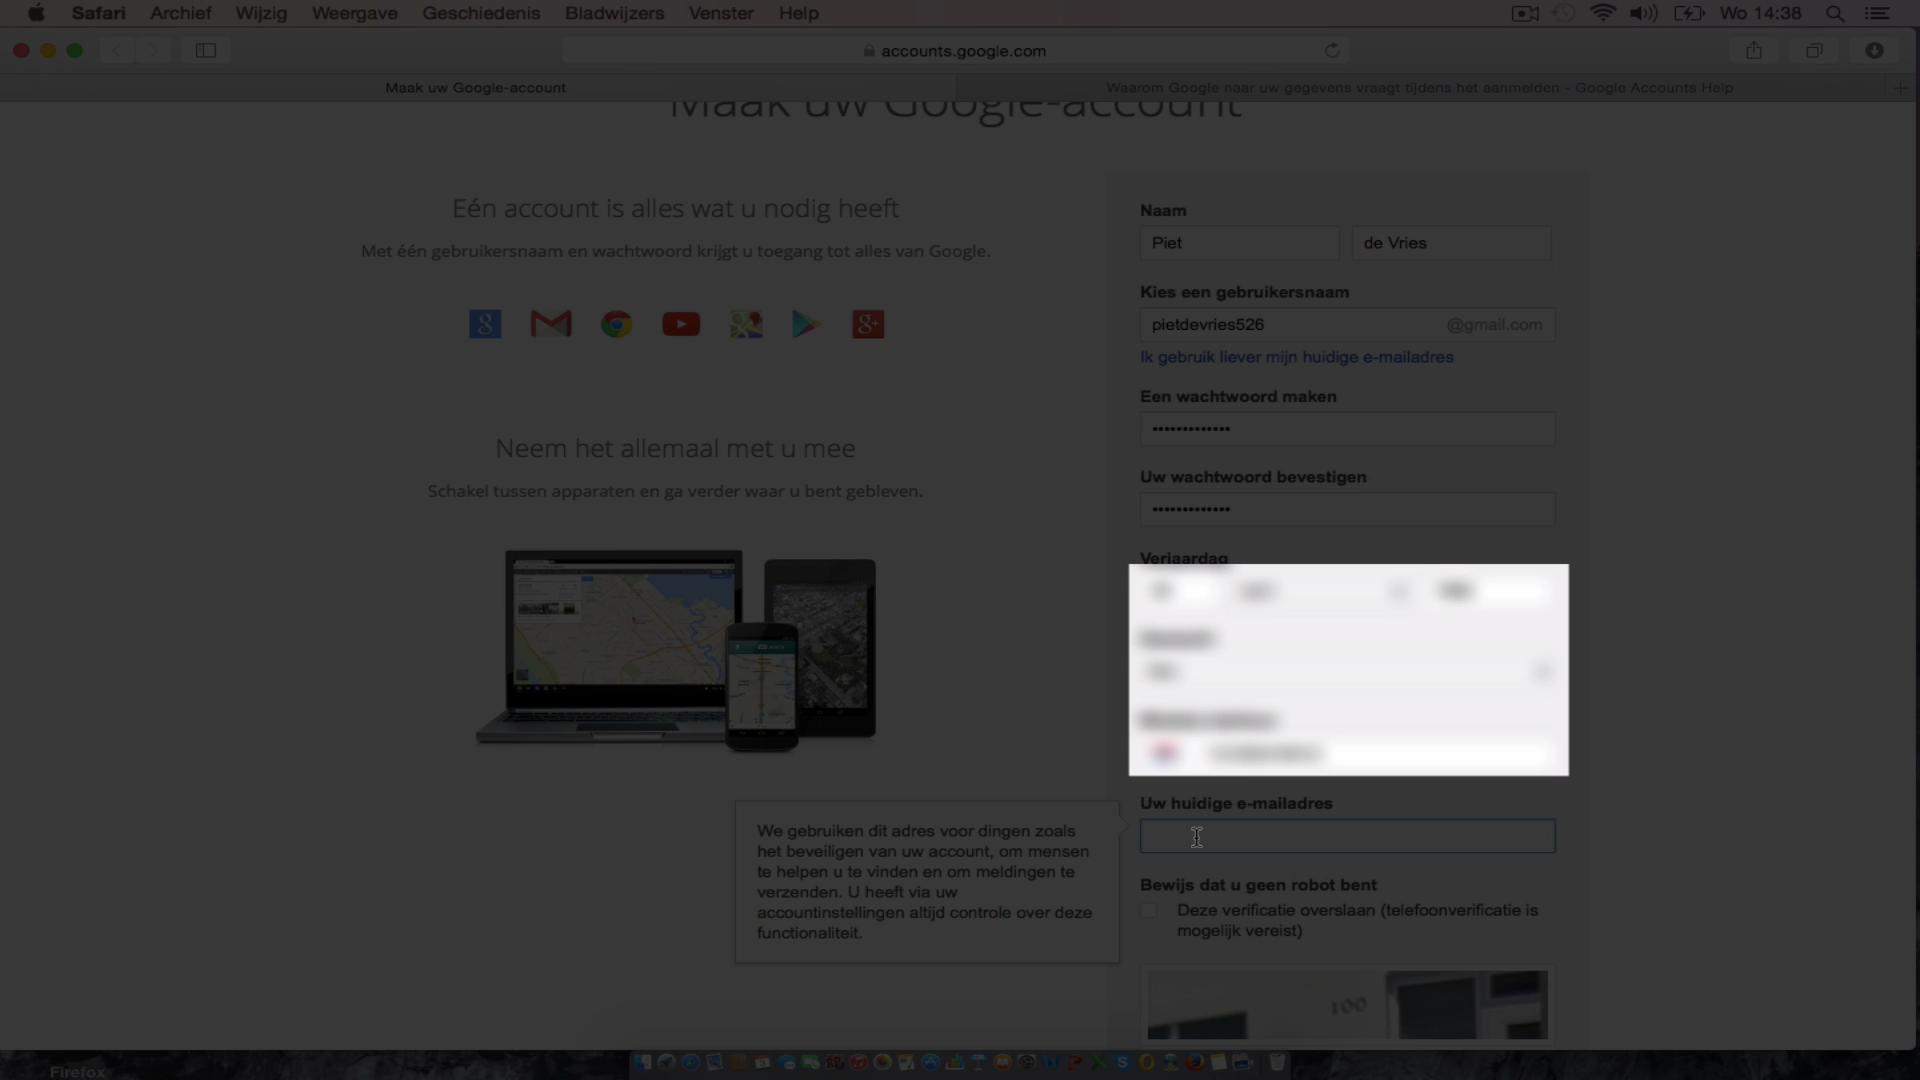 Safari Archief Wijzig Weergave Geschiedenis Bladwijzers Venster Help Wo 14:38
accounts.google.com
Maak uw Google-account Waarom Google naar uw gegevens vraagt tijdens het aanmelden - Google Accounts Help
Maak uw Google-account
Eén account is alles wat u nodig heeft
Met één gebruikersnaam en wachtwoord krijgt u toegang tot alles van Google.
Neem het allemaal met u mee
Schakel tussen apparaten en ga verder waar u bent gebleven.
Naam
Piet de Vries
Kies een gebruikersnaam
pietdevries526 @gmail.com
Ik gebruik liever mijn huidige e-mailadres
Een wachtwoord maken
•••••••••••••
Uw wachtwoord bevestigen
•••••••••••••
Verjaardag
Uw huidige e-mailadres
We gebruiken dit adres voor dingen zoals
het beveiligen van uw account, om mensen
te helpen u te vinden en om meldingen te
verzenden. U heeft via uw
accountinstellingen altijd controle over deze
functionaliteit.
Bewijs dat u geen robot bent
Deze verificatie overslaan (telefoonverificatie is
mogelijk vereist)
100
Firefox